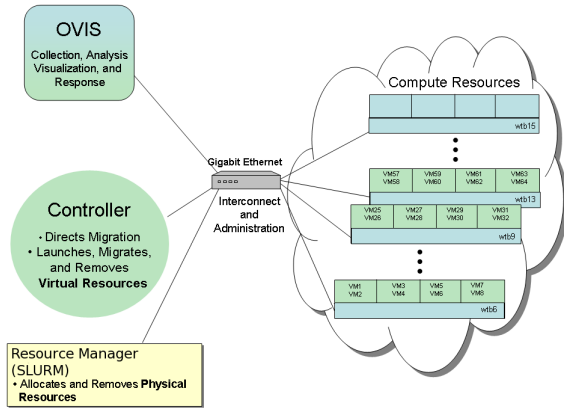 OVIS
Collection, Analysis
Visualization, and
Response
Controller
• Directs Migration
• Launches, Migrates,
and Removes
Virtual Resources
Resource Manager
(SLURM)
• Allocates and Removes Physical
Resources
Gigabit Ethernet
Interconnect
and
Administration
Compute Resources
wtb15
VM57 VM59 VM61 VM63
VM58 VM60 VM62 VM64
wtb13
VM25 VM27 VM29 VM31
VM26 VM28 VM30 VM32
wtb9
VM1 VM3 VM5 VM7
VM2 VM4 VM6 VM8
wtb6